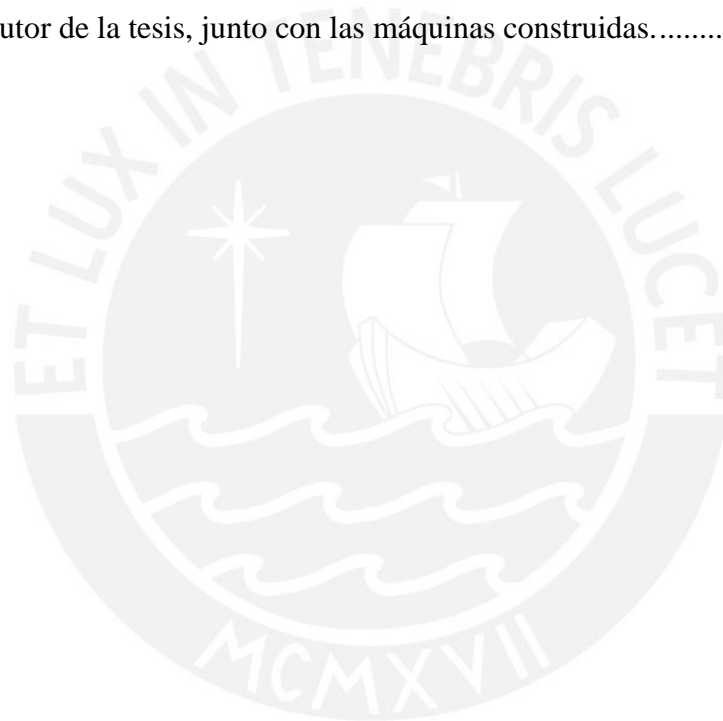 utor de la tesis, junto con las máquinas construidas.........
ET LUX IN TENEBRIS LUCET
MCMXVII